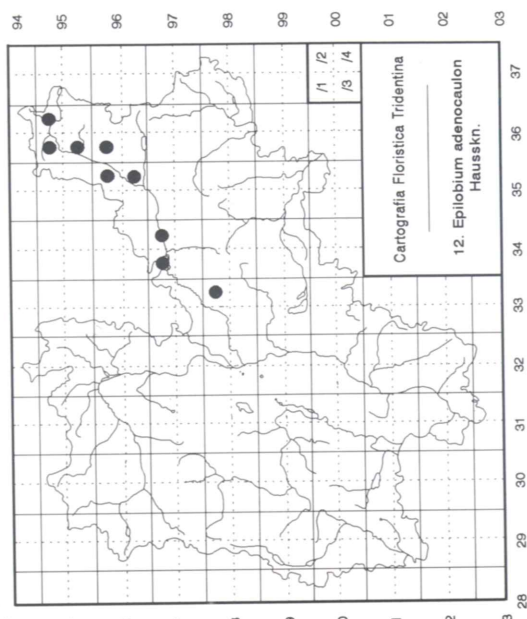 94 95 96 97 98 99 00 01 02 03
/1 /2
/3 /4
Cartografia Floristica Tridentina
12. Epilobium adenocaulon
Hausskn.
28 29 30 31 32 33 34 35 36 37